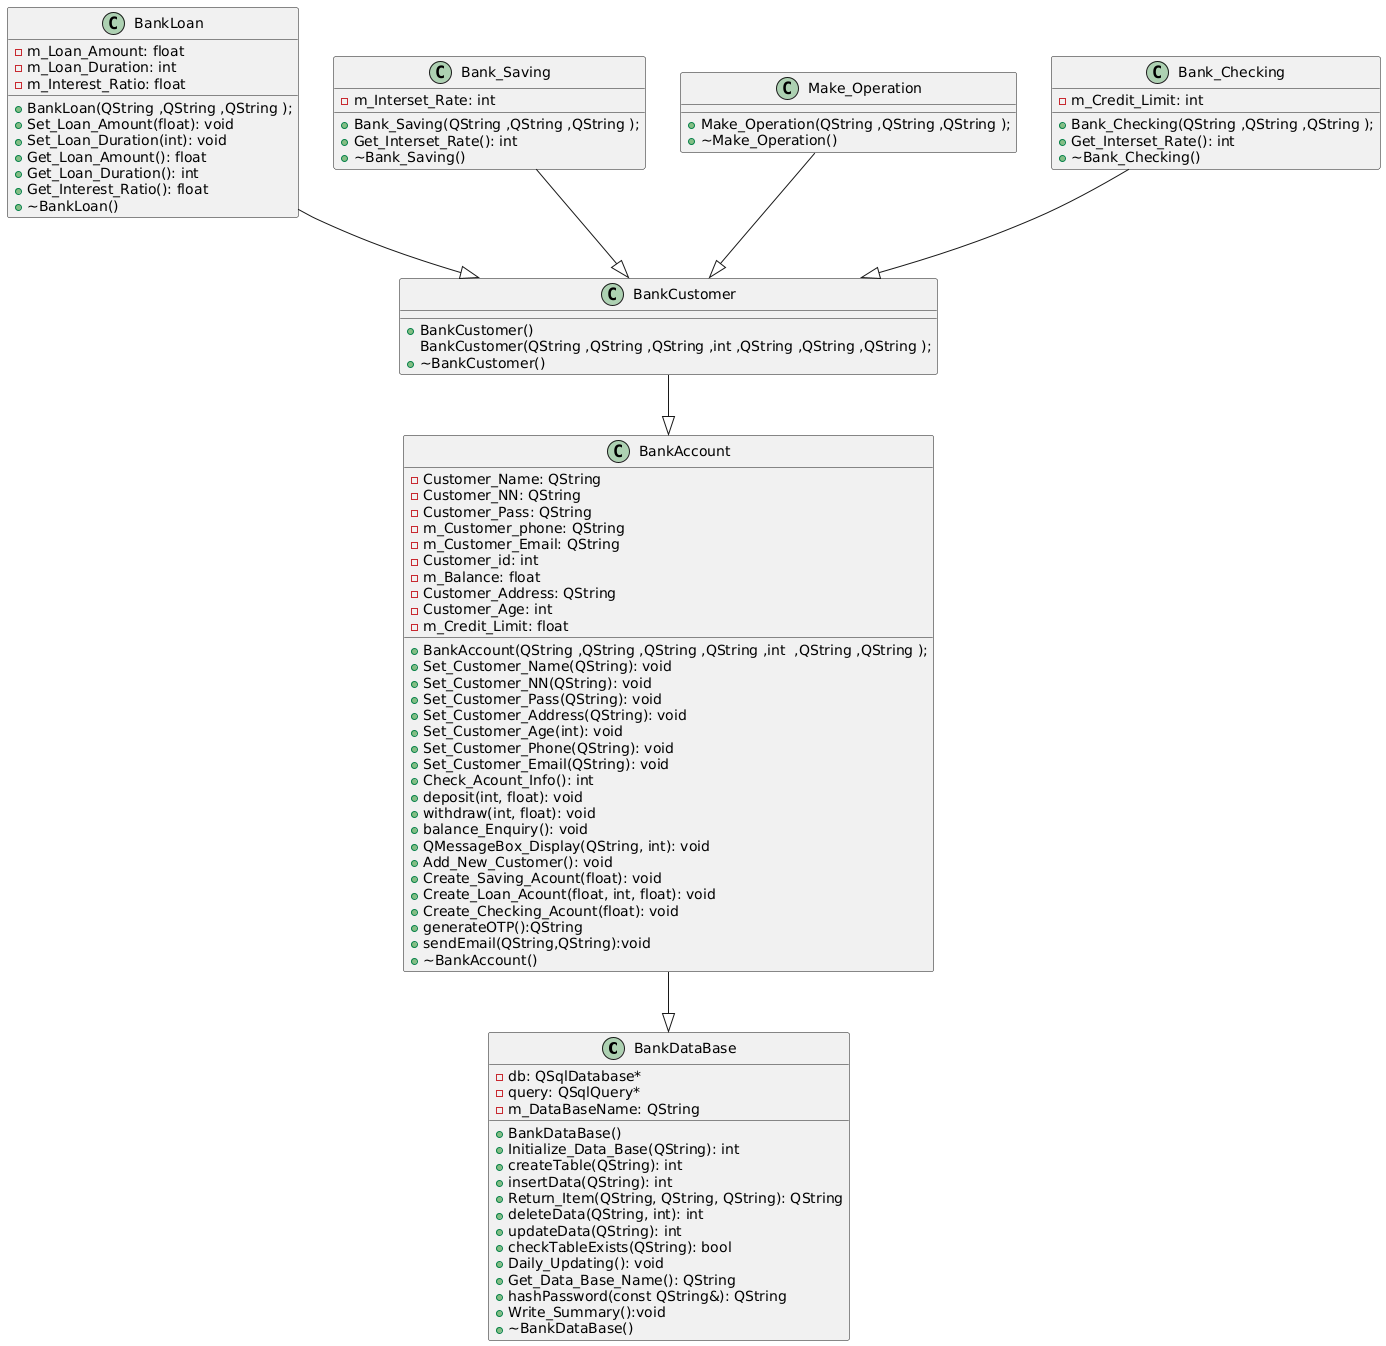 C BankLoan
m_Loan_Amount: float
m_Loan_Duration: int
m_Interest_Ratio: float
BankLoan(QString ,QString ,QString );
Set_Loan_Amount(float): void
Set_Loan_Duration(int): void
Get_Loan_Amount(): float
Get_Loan_Duration(): int
Get_Interest_Ratio(): float
~BankLoan()
C Bank_Saving
m_Interset_Rate: int
Bank_Saving(QString ,QString ,QString );
Get_Interset_Rate(): int
~Bank_Saving()
C Make_Operation
Make_Operation(QString ,QString ,QString );
~Make_Operation()
C Bank_Checking
m_Credit_Limit: int
Bank_Checking(QString ,QString ,QString );
Get_Interset_Rate(): int
~Bank_Checking()
C BankCustomer
BankCustomer()
BankCustomer(QString ,QString ,QString ,int ,QString ,QString ,QString );
~BankCustomer()
C BankAccount
Customer_Name: QString
Customer_NN: QString
Customer_Pass: QString
m_Customer_phone: QString
m_Customer_Email: QString
Customer_id: int
m_Balance: float
Customer_Address: QString
Customer_Age: int
m_Credit_Limit: float
BankAccount(QString ,QString ,QString ,QString ,int  ,QString ,QString );
Set_Customer_Name(QString): void
Set_Customer_NN(QString): void
Set_Customer_Pass(QString): void
Set_Customer_Address(QString): void
Set_Customer_Age(int): void
Set_Customer_Phone(QString): void
Set_Customer_Email(QString): void
Check_Acount_Info(): int
deposit(int, float): void
withdraw(int, float): void
balance_Enquiry(): void
QMessageBox_Display(QString, int): void
Add_New_Customer(): void
Create_Saving_Acount(float): void
Create_Loan_Acount(float, int, float): void
Create_Checking_Acount(float): void
generateOTP():QString
sendEmail(QString,QString):void
~BankAccount()
C BankDataBase
db: QSqlDatabase*
query: QSqlQuery*
m_DataBaseName: QString
BankDataBase()
Initialize_Data_Base(QString): int
createTable(QString): int
insertData(QString): int
Return_Item(QString, QString, QString): QString
deleteData(QString, int): int
updateData(QString): int
checkTableExists(QString): bool
Daily_Updating(): void
Get_Data_Base_Name(): QString
hashPassword(const QString&): QString
Write_Summary():void
~BankDataBase()